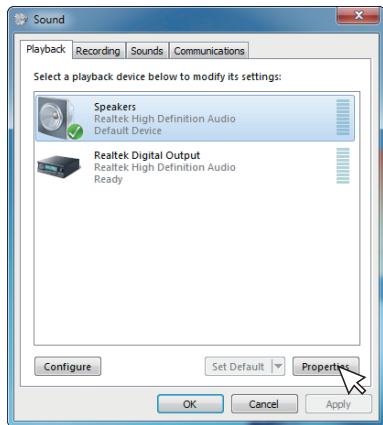 Sound
Playback Recording Sounds Communications
Select a playback device below to modify its settings:
Speakers
Realtek High Definition Audio
Default Device
Realtek Digital Output
Realtek High Definition Audio
Ready
Configure Set Default Properties
OK Cancel Apply